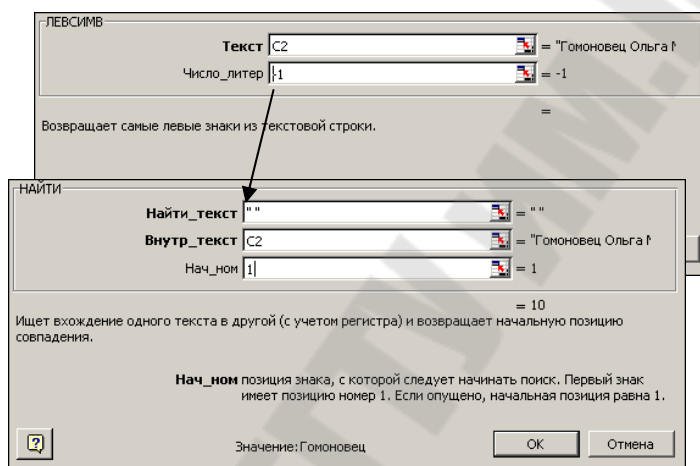 ЛЕВСИМВ
Текст C2 = "Гомоновец Ольга М
Число_литер -1 = -1
=
Возвращает самые левые знаки из текстовой строки.
НАЙТИ
Найти_текст " " = " "
Внутр_текст C2 = "Гомоновец Ольга М
Нач_ном 1 = 1
= 10
Ищет вхождение одного текста в другой (с учетом регистра) и возвращает начальную позицию
совпадения.
Нач_ном позиция знака, с которой следует начинать поиск. Первый знак
имеет позицию номер 1. Если опущено, начальная позиция равна 1.
? Значение:Гомоновец OK Отмена